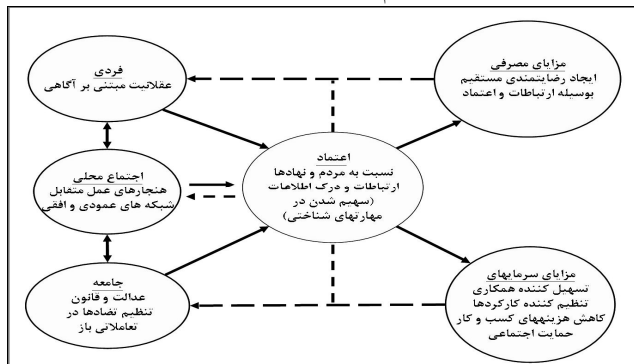 فردی
عقلانیت مبتنی بر آگاهی
اجتماع محلی
هنجارهای عمل متقابل
شبکه های عمودی و افقی
جامعه
عدالت و قانون
تنظیم تضادها در
تعاملاتی باز
اعتماد
نسبت به مردم و نهادها
ارتباطات و درک اطلاعات
(سهیم شدن در
مهارتهای شناختی)
مزایای مصرفی
ایجاد رضایتمندی مستقیم
بوسیله ارتباطات و اعتماد
مزایای سرمایهای
تسهیل کننده همکاری
تنظیم کننده کارکردها
کاهش هزینههای کسب و کار
حمایت اجتماعی